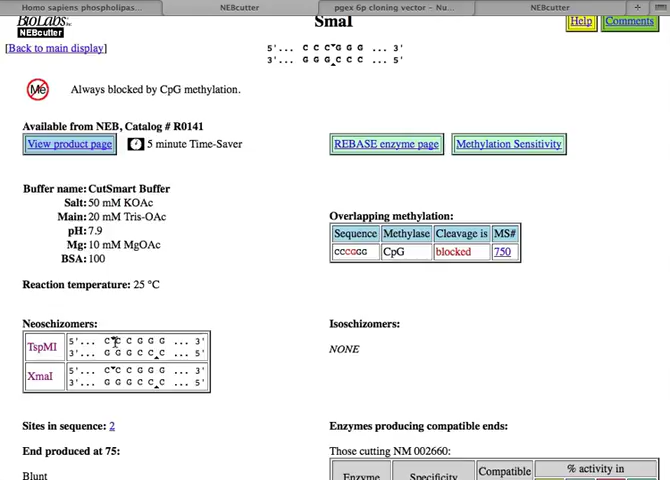 Homo sapiens phospholipas...
NEBcutter
pgex 6p cloning vector – Nu...
NEBcutter
+
BioLabs Inc
NEBcutter
SmaI
Help
Comments
[Back to main display]
5'... C C C G G G ... 3'
3'... G G G C C C ... 5'
Me
Always blocked by CpG methylation.
Available from NEB, Catalog # R0141
View product page
5 minute Time-Saver
REBASE enzyme page
Methylation Sensitivity
Buffer name: CutSmart Buffer
Salt: 50 mM KOAc
Main: 20 mM Tris-OAc
pH: 7.9
Mg: 10 mM MgOAc
BSA: 100
Overlapping methylation:
Sequence Methylase Cleavage is MS#
CCCGGG CpG blocked 750
Reaction temperature: 25 °C
Neoschizomers:
TspMI
5'... C C C G G G ... 3'
3'... G G G C C C ... 5'
XmaI
5'... C C C G G G ... 3'
3'... G G G C C C ... 5'
Isoschizomers:
NONE
Sites in sequence: 2
Enzymes producing compatible ends:
End produced at 75:
Those cutting NM 002660:
Blunt
Enzyme
Specificity
Compatible
% activity in